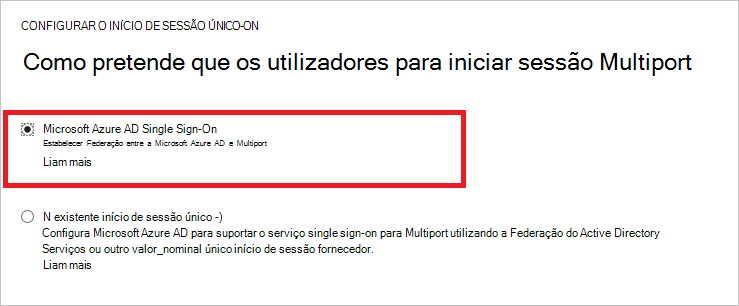 CONFIGURAR O INÍCIO DE SESSÃO ÚNICO-ON
Como pretende que os utilizadores para iniciar sessão Multiport
Microsoft Azure AD Single Sign-On
Estabelecer Federação entre a Microsoft Azure AD e Multiport
Liam mais
N existente início de sessão único -)
Configura Microsoft Azure AD para suportar o serviço single sign-on para Multiport utilizando a Federação do Active Directory
Serviços ou outro valor_nominal único início de sessão fornecedor.
Liam mais